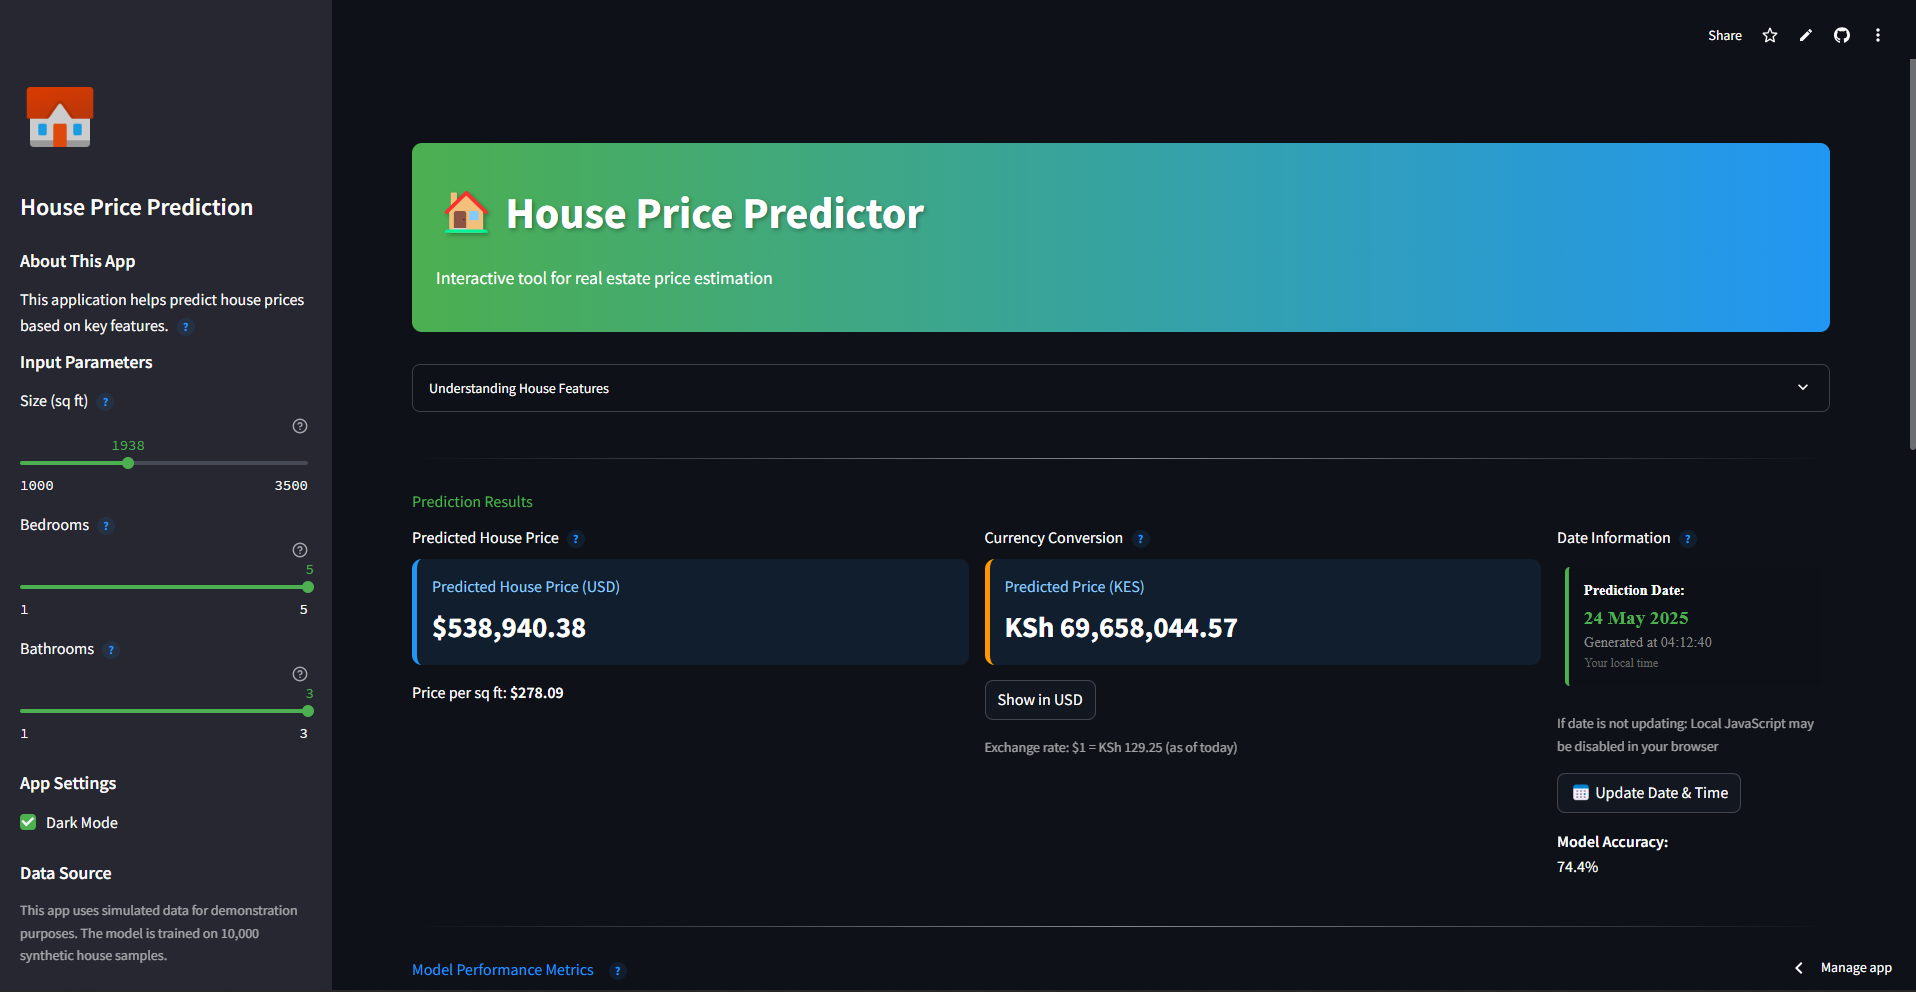 Share
House Price Prediction
About This App
This application helps predict house prices
based on key features. ?
Input Parameters
Size (sq ft) ?
?
1938
1000 3500
Bedrooms ?
?
5
1 5
Bathrooms ?
?
3
1 3
App Settings
Dark Mode
Data Source
This app uses simulated data for demonstration
purposes. The model is trained on 10,000
synthetic house samples.
House Price Predictor
Interactive tool for real estate price estimation
Understanding House Features
Prediction Results
Predicted House Price ?
Predicted House Price (USD)
$538,940.38
Price per sq ft: $278.09
Currency Conversion ?
Predicted Price (KES)
KSh 69,658,044.57
Show in USD
Exchange rate: $1 = KSh 129.25 (as of today)
Date Information ?
Prediction Date:
24 May 2025
Generated at 04:12:40
Your local time
If date is not updating: Local JavaScript may
be disabled in your browser
Update Date & Time
Model Accuracy:
74.4%
Model Performance Metrics ?
Manage app